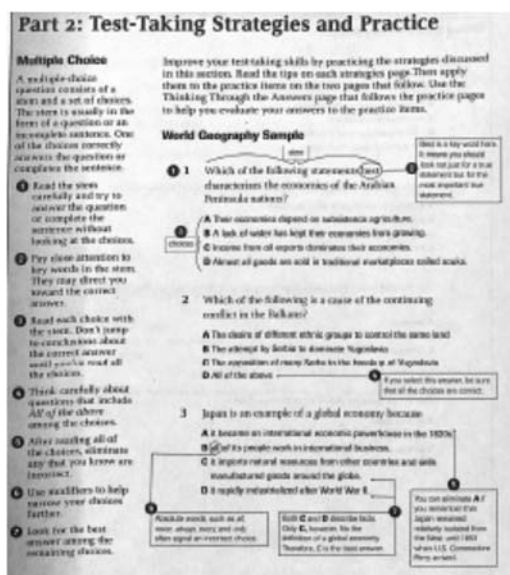 Part 2: Test-Taking Strategies and Practice
Multiple Choice
A multiple-choice
question consists of a
stem and a set of choices.
The stem is usually in the
form of a question or an
incomplete sentence. One
of the choices correctly
answers the question or
completes the sentence.
1 Read the stem
carefully and try to
answer the question
or complete the
sentence without
looking at the choices.
2 Pay close attention to
key words in the stem.
They may direct you
toward the correct
answer.
3 Read each choice with
the stem. Don't jump
to conclusions about
the correct answer
until you've read all
the choices.
4 Think carefully about
questions that include
All of the above
among the choices.
5 After reading all of
the choices, eliminate
any that you know are
incorrect.
6 Use modifiers to help
narrow your choices
further.
7 Look for the best
answer among the
remaining choices.
Improve your test-taking skills by practicing the strategies discussed
in this section. Read the tips on each strategies page. Then apply
them to the practice items on the two pages that follow. Use the
Thinking Through the Answers page that follows the practice pages
to help you evaluate your answers to the practice items.
World Geography Sample
stem
1 1 Which of the following statements best
characterizes the economies of the Arabian
Peninsula nations?
2
Best is a key word here.
It means you should
look not just for a true
statement but for the
most important true
statement.
3
choices
A Their economies depend on subsistence agriculture.
B A lack of water has kept their economies from growing.
C Income from oil exports dominates their economies.
D Almost all goods are sold in traditional marketplaces called souks.
2 Which of the following is a cause of the continuing
conflict in the Balkans?
A The desire of different ethnic groups to control the same land
B The attempt by Serbia to dominate Yugoslavia
C The opposition of many Serbs to the breakup of Yugoslavia
D All of the above
4
If you select this answer, be sure
that all the choices are correct.
3 Japan is an example of a global economy because
A it became an international economic powerhouse in the 1800s.
B all of its people work in international business.
C it imports natural resources from other countries and sells
manufactured goods around the globe.
D it rapidly industrialized after World War II.
6
Absolute words, such as all,
never, always, every, and only,
often signal an incorrect choice.
7
Both C and D describe facts.
Only C, however, fits the
definition of a global economy.
Therefore, C is the best answer.
5
You can eliminate A if
you remember that
Japan remained
relatively isolated from
the West until 1853
when U.S. Commodore
Perry arrived.